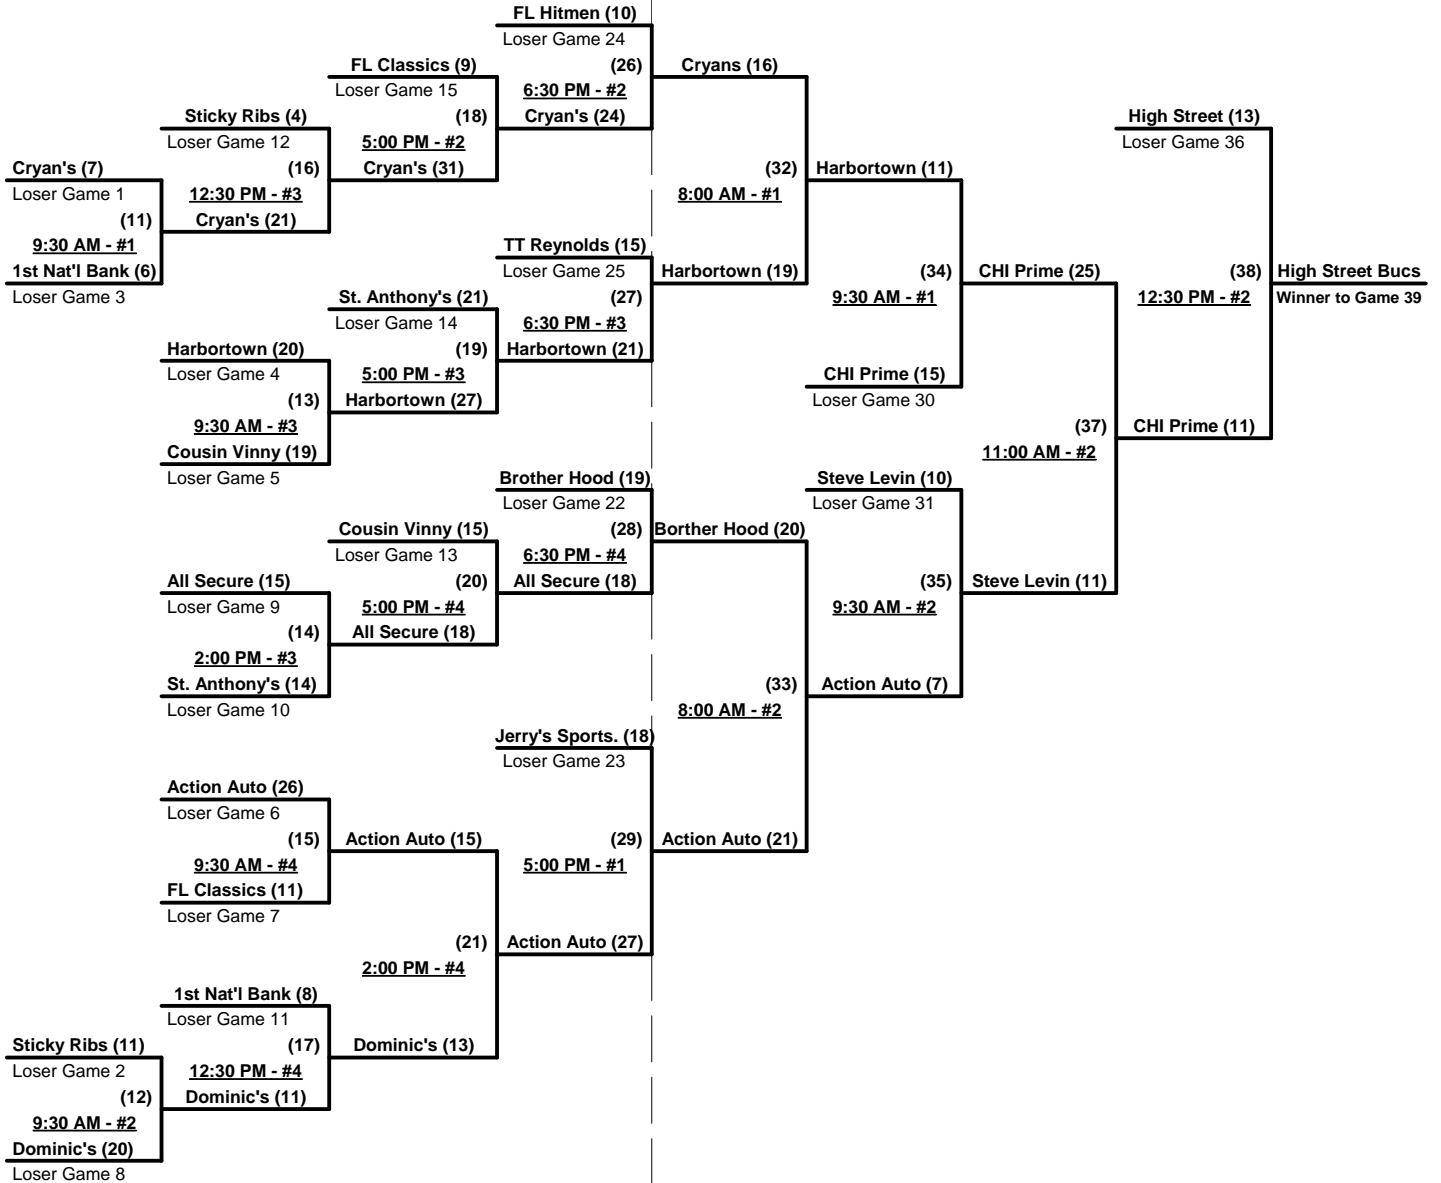 FL Hitmen (10)
Loser Game 24
FL Classics (9)
(26)
Cryans (16)
Loser Game 15
6:30 PM - #2
Sticky Ribs (4)
(18)
Cryan's (24)
High Street (13)
Loser Game 12
5:00 PM - #2
Loser Game 36
Cryan's (7)
(16)
Cryan's (31)
(32)
Harbortown (11)
Loser Game 1
12:30 PM - #3
8:00 AM - #1
(11)
Cryan's (21)
9:30 AM - #1
TT Reynolds (15)
1st Nat'l Bank (6)
Loser Game 25
Harbortown (19)
(34)
CHI Prime (25)
(38)
High Street Bucs
Loser Game 3
St. Anthony's (21)
(27)
9:30 AM - #1
12:30 PM - #2
Winner to Game 39
Loser Game 14
6:30 PM - #3
Harbortown (20)
(19)
Harbortown (21)
Loser Game 4
5:00 PM - #3
CHI Prime (15)
(13)
Harbortown (27)
Loser Game 30
9:30 AM - #3
(37)
CHI Prime (11)
Cousin Vinny (19)
11:00 AM - #2
Loser Game 5
Brother Hood (19)
Steve Levin (10)
Loser Game 22
Loser Game 31
Cousin Vinny (15)
(28)
Borther Hood (20)
Loser Game 13
6:30 PM - #4
All Secure (15)
(20)
All Secure (18)
(35)
Steve Levin (11)
Loser Game 9
5:00 PM - #4
9:30 AM - #2
(14)
All Secure (18)
2:00 PM - #3
St. Anthony's (14)
(33)
Action Auto (7)
Loser Game 10
8:00 AM - #2
Jerry's Sports. (18)
Loser Game 23
Action Auto (26)
Loser Game 6
(15)
Action Auto (15)
(29)
Action Auto (21)
9:30 AM - #4
5:00 PM - #1
FL Classics (11)
Loser Game 7
(21)
Action Auto (27)
2:00 PM - #4
1st Nat'l Bank (8)
Loser Game 11
Sticky Ribs (11)
(17)
Dominic's (13)
Loser Game 2
12:30 PM - #4
(12)
Dominic's (11)
9:30 AM - #2
Dominic's (20)
Loser Game 8